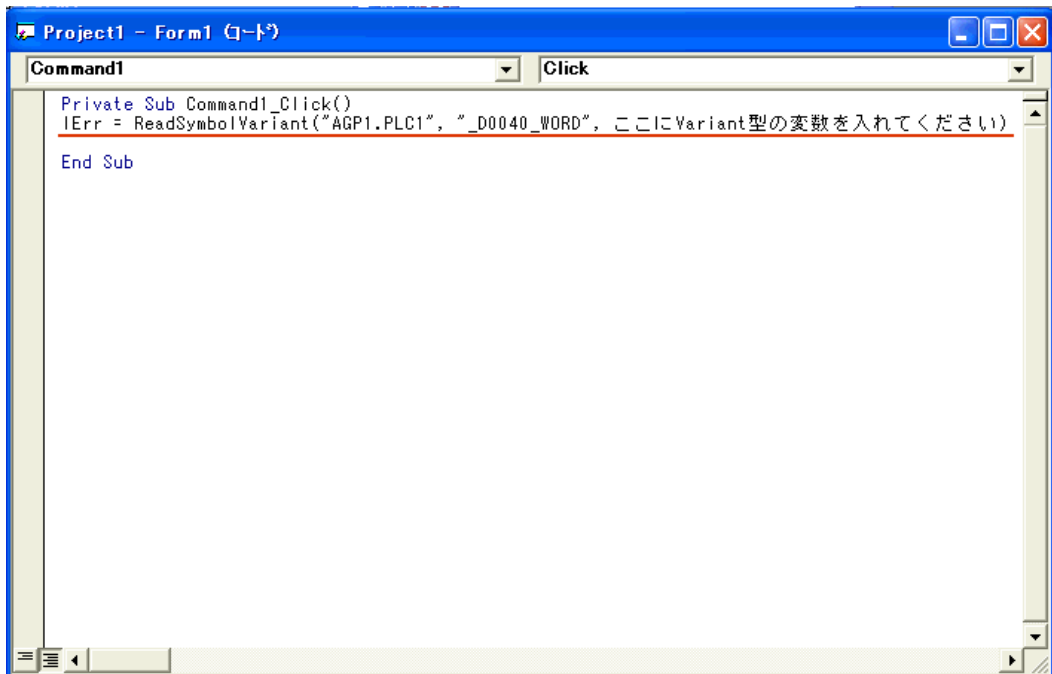 Project1 - Form1 (ｺｰﾄﾞ)
Command1 Click
Private Sub Command1_Click()
lErr = ReadSymbolVariant("AGP1.PLC1", "_D0040_WORD", ここにVariant型の変数を入れてください)
End Sub